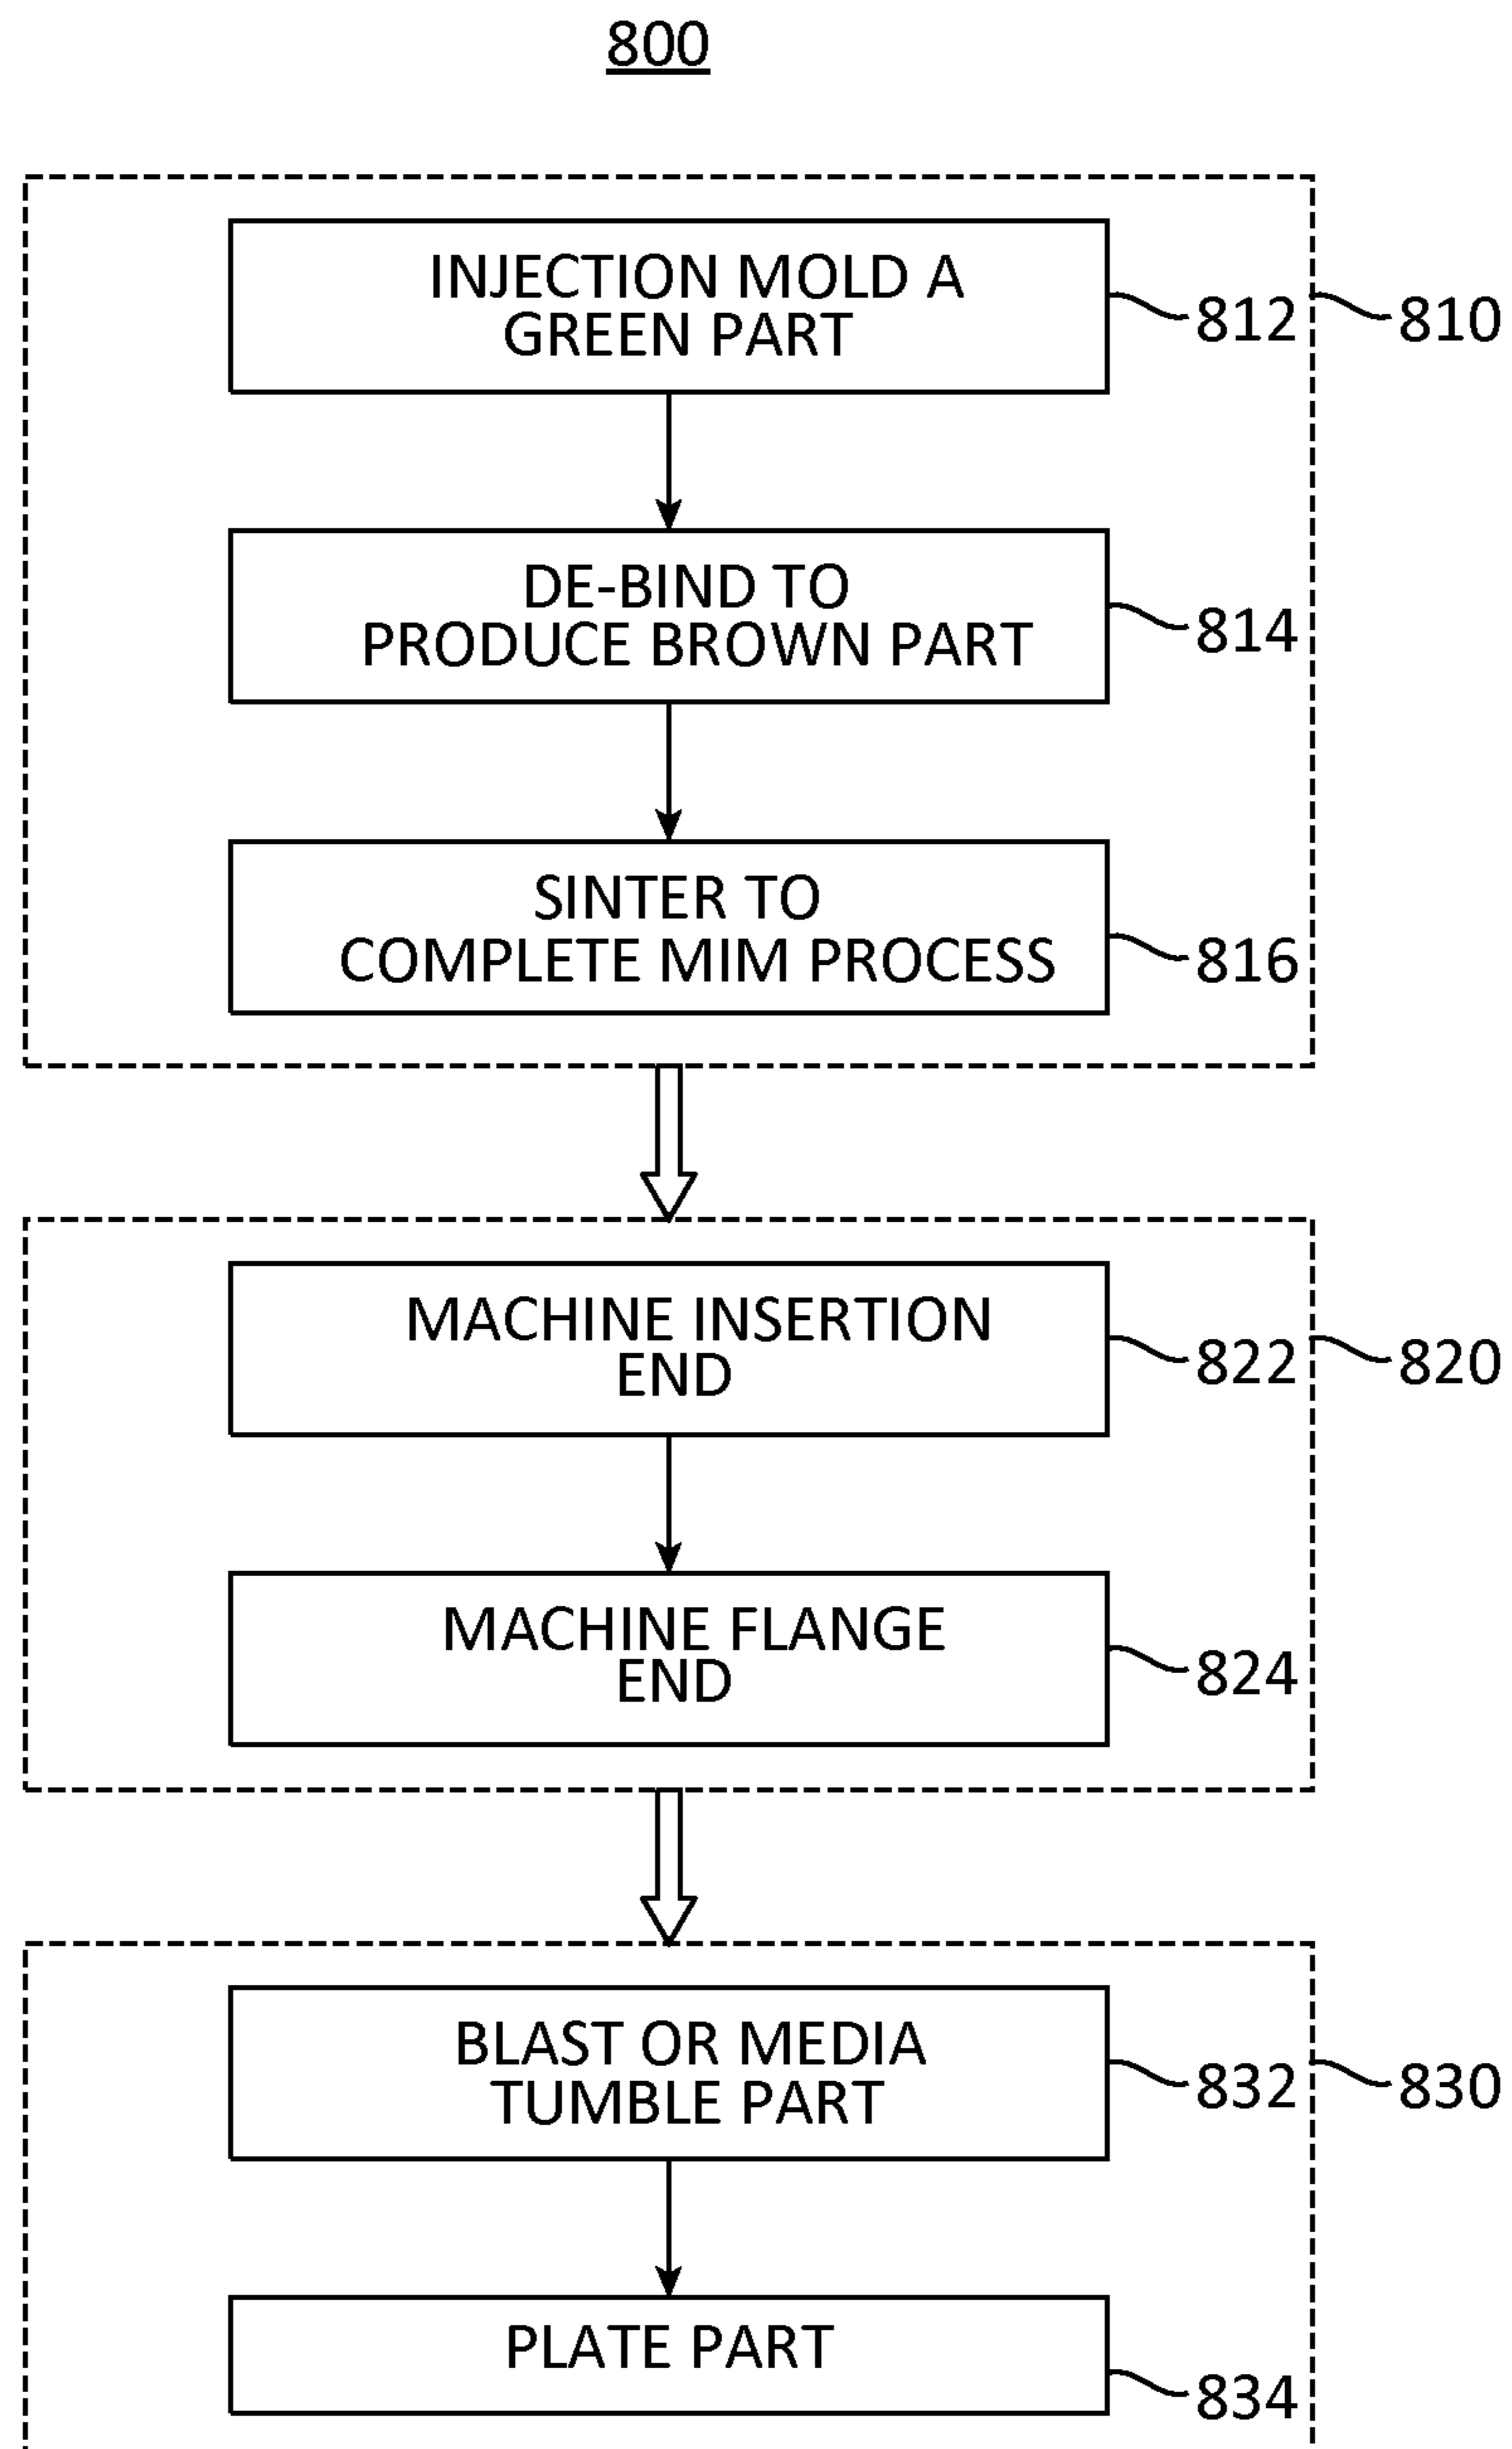 800
INJECTION MOLD A
GREEN PART
812
810
DE-BIND TO
PRODUCE BROWN PART
814
SINTER TO
COMPLETE MIM PROCESS
816
MACHINE INSERTION
END
822
820
MACHINE FLANGE
END
824
BLAST OR MEDIA
TUMBLE PART
832
830
PLATE PART
834